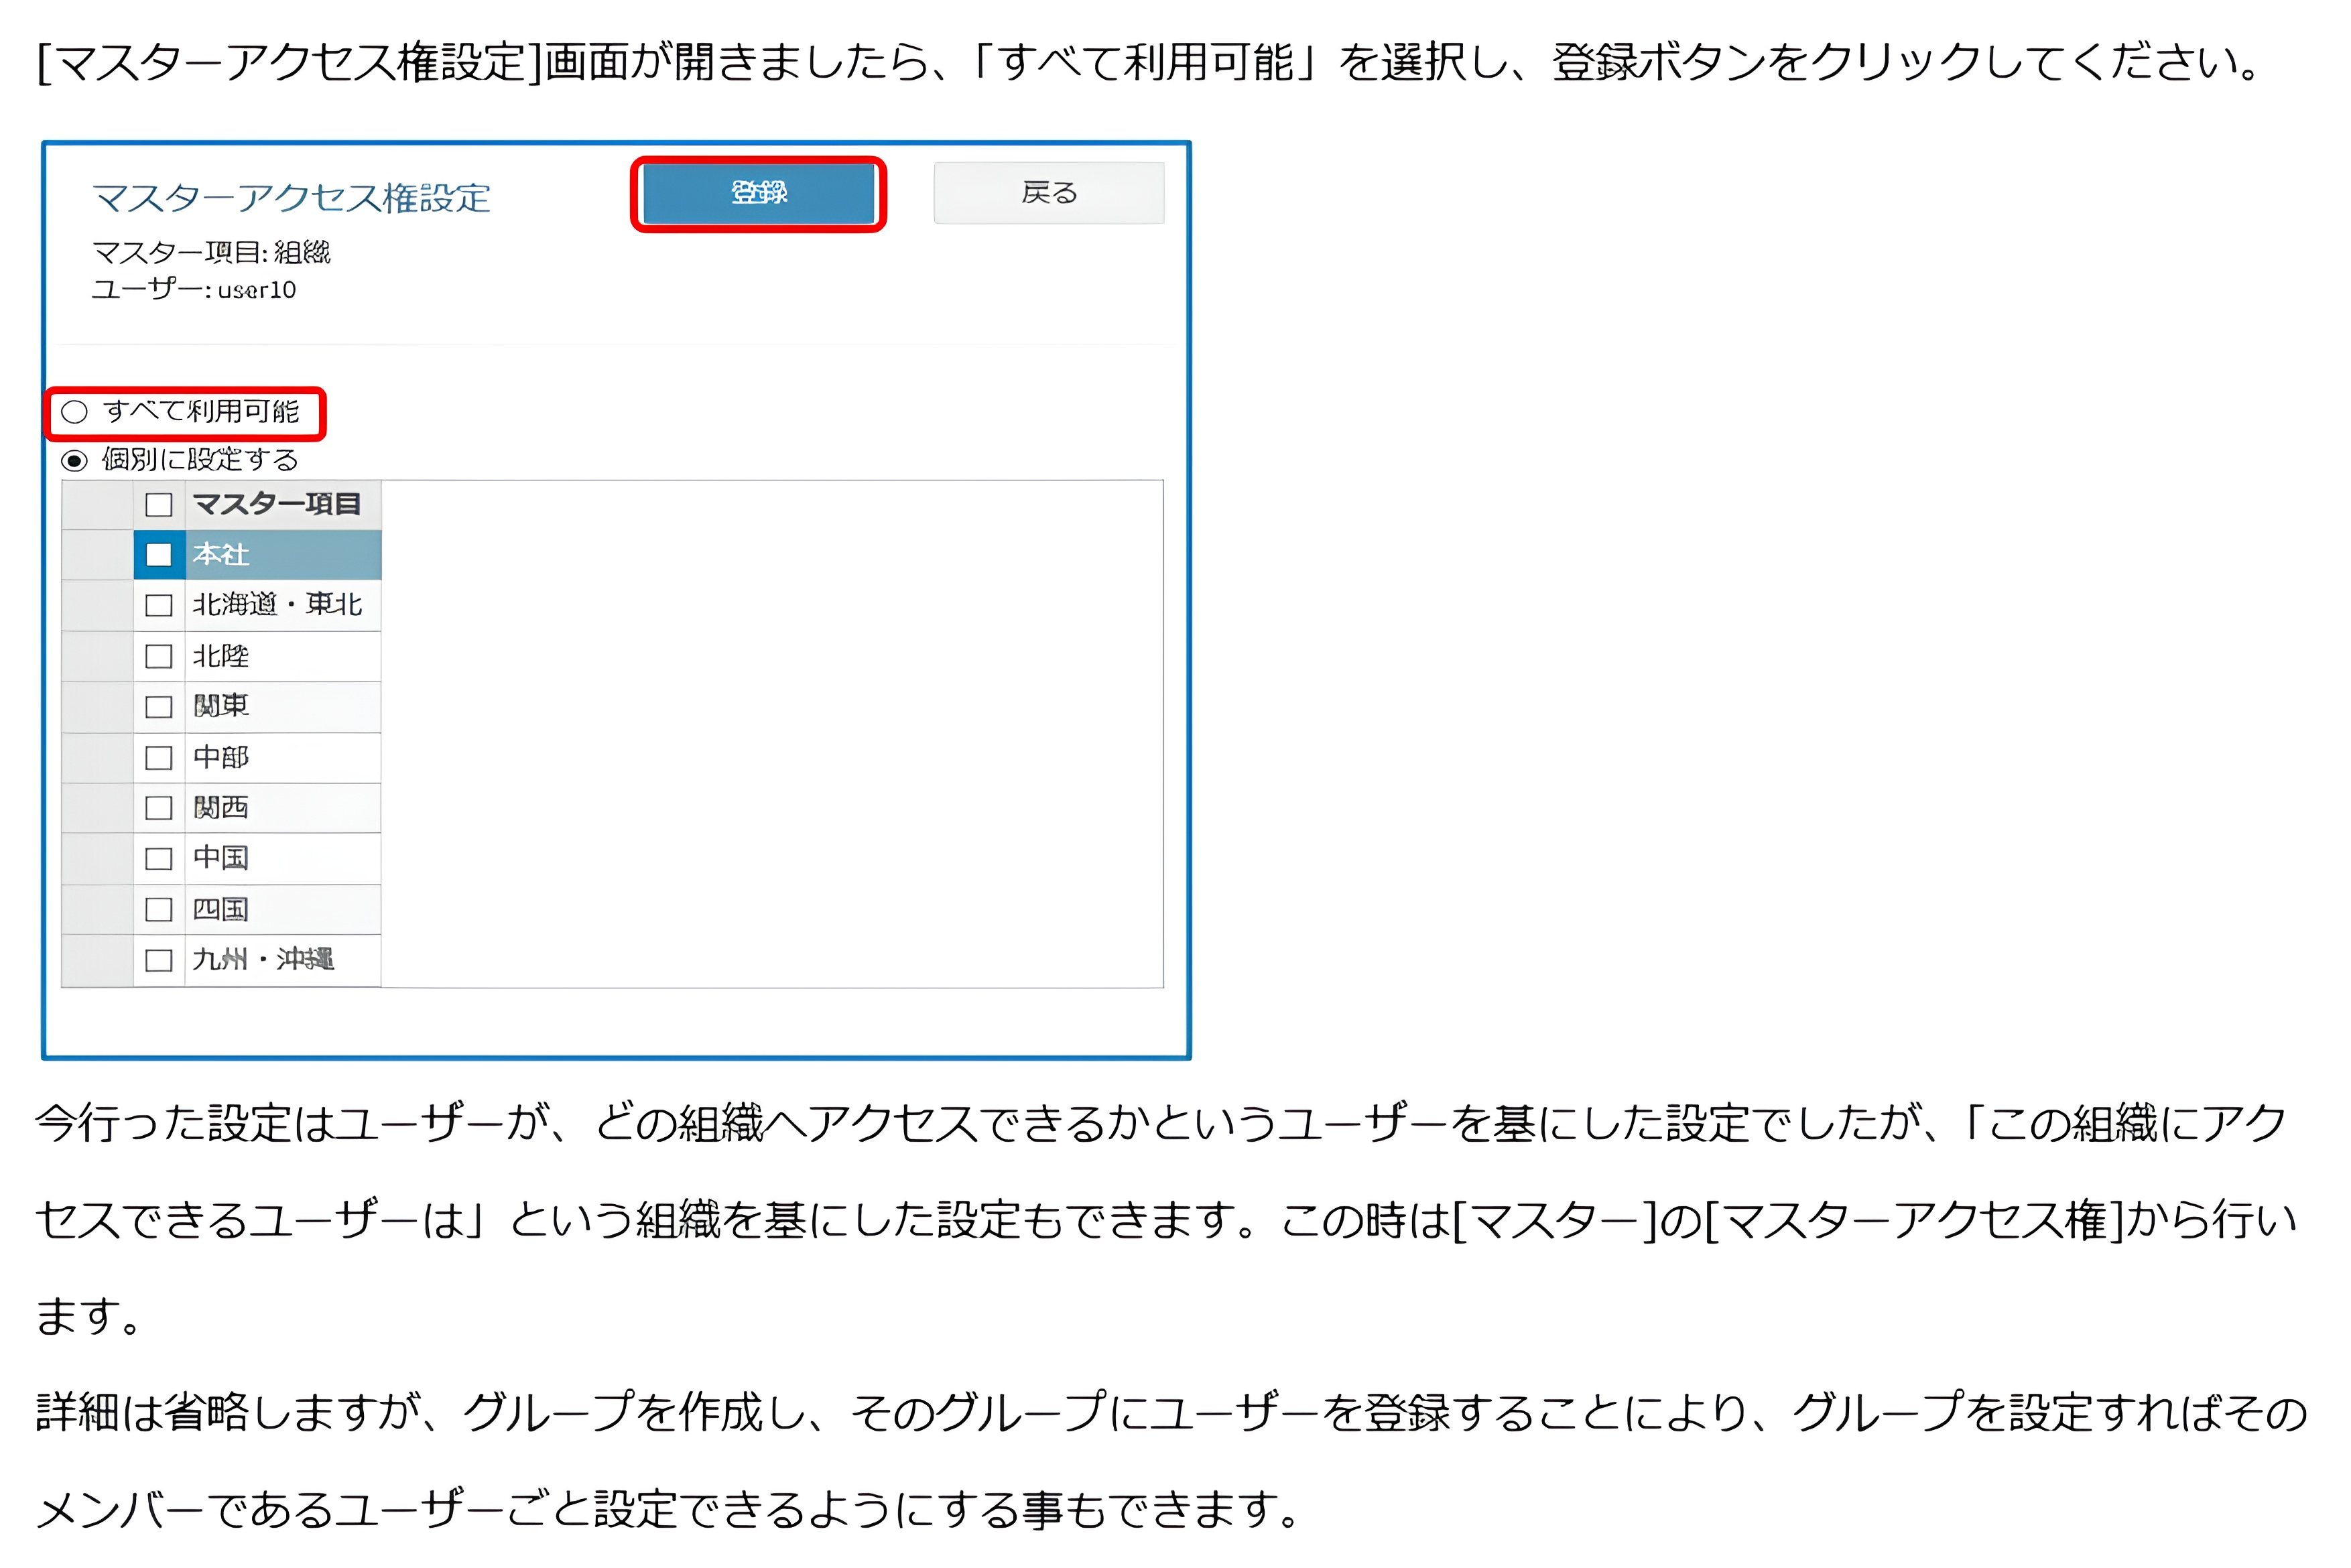 [マスターアクセス権設定]画面が開きましたら、「すべて利用可能」を選択し、登録ボタンをクリックしてください。
マスターアクセス権設定
登録
戻る
マスター項目: 組織
ユーザー: user10
すべて利用可能
個別に設定する
マスター項目
本社
北海道・東北
北陸
関東
中部
関西
中国
四国
九州・沖縄
今行った設定はユーザーが、どの組織へアクセスできるかというユーザーを基にした設定でしたが、「この組織にアク
セスできるユーザーは」という組織を基にした設定もできます。この時は[マスター]の[マスターアクセス権]から行い
ます。
詳細は省略しますが、グループを作成し、そのグループにユーザーを登録することにより、グループを設定すればその
メンバーであるユーザーごと設定できるようにする事もできます。